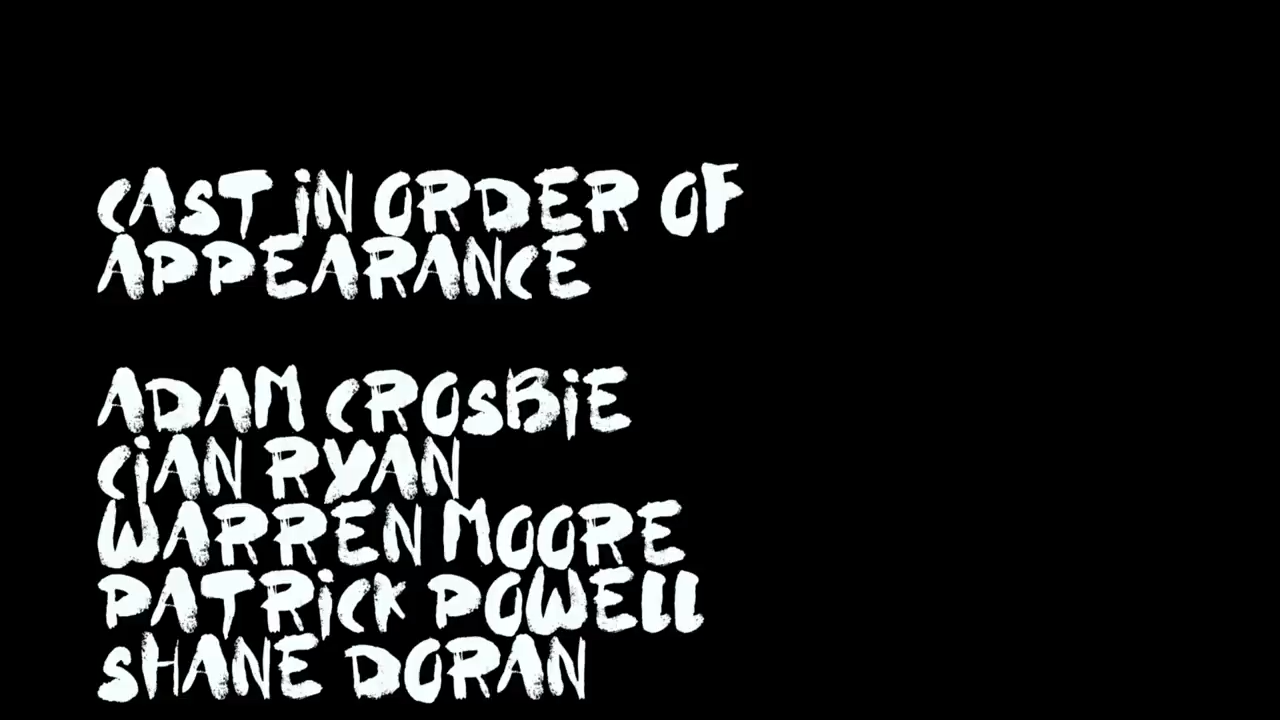 CAST iN ORDER OF
APPEARANCE
ADAM CROSBiE
CiAN RYAN
WARREN MOORE
PATRiCK POWELL
SHANE DORAN